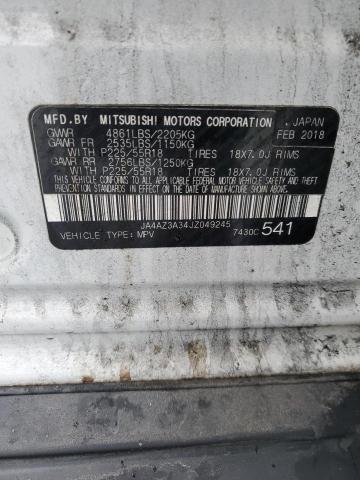 MFD.BY MITSUBISHI MOTORS CORPORATION JAPAN
GWWR 4861LBS/2205KG FEB 2018
GAWR FR 2535LBS/1150KG
WITH P225/55R18 TIRES 18X7.0J RIMS
GAWR RR 2756LBS/1250KG
WITH P225/55R18 TIRES 18X7.0J RIMS
THIS VEHICLE CONFORMS TO ALL APPLICABLE FEDERAL MOTOR
VEHICLE SAFETY AND THEFT PREVENTION STANDARDS IN EFFECT
ON THE DATE OF MANUFACTURE SHOWN ABOVE.
JA4AZ3A34JZ049245
VEHICLE TYPE: MPV 7430C 541